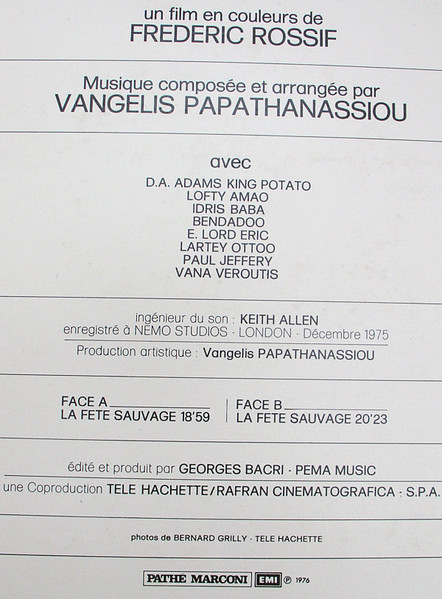 un film en couleurs de
FREDERIC ROSSIF
Musique composée et arrangée par
VANGELIS PAPATHANASSIOU
avec
D.A. ADAMS KING POTATO
LOFTY AMAO
IDRIS BABA
BENDADOO
E. LORD ERIC
LARTEY OTTOO
PAUL JEFFERY
VANA VEROUTIS
ingénieur du son : KEITH ALLEN
enregistré à NEMO STUDIOS - LONDON - Décembre 1975
Production artistique : Vangelis PAPATHANASSIOU
FACE A
LA FETE SAUVAGE 18'59
FACE B
LA FETE SAUVAGE 20'23
édité et produit par GEORGES BACRI - PEMA MUSIC
une Coproduction TELE HACHETTE/RAFRAN CINEMATOGRAFICA - S.P.A.
photos de BERNARD GRILLY - TELE HACHETTE
PATHE MARCONI EMI ℗ 1976